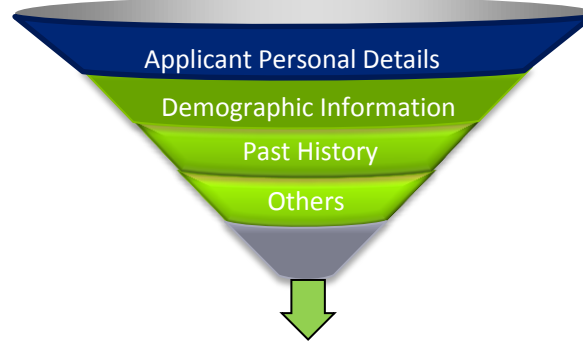 Applicant Personal Details
Demographic Information
Past History
Others